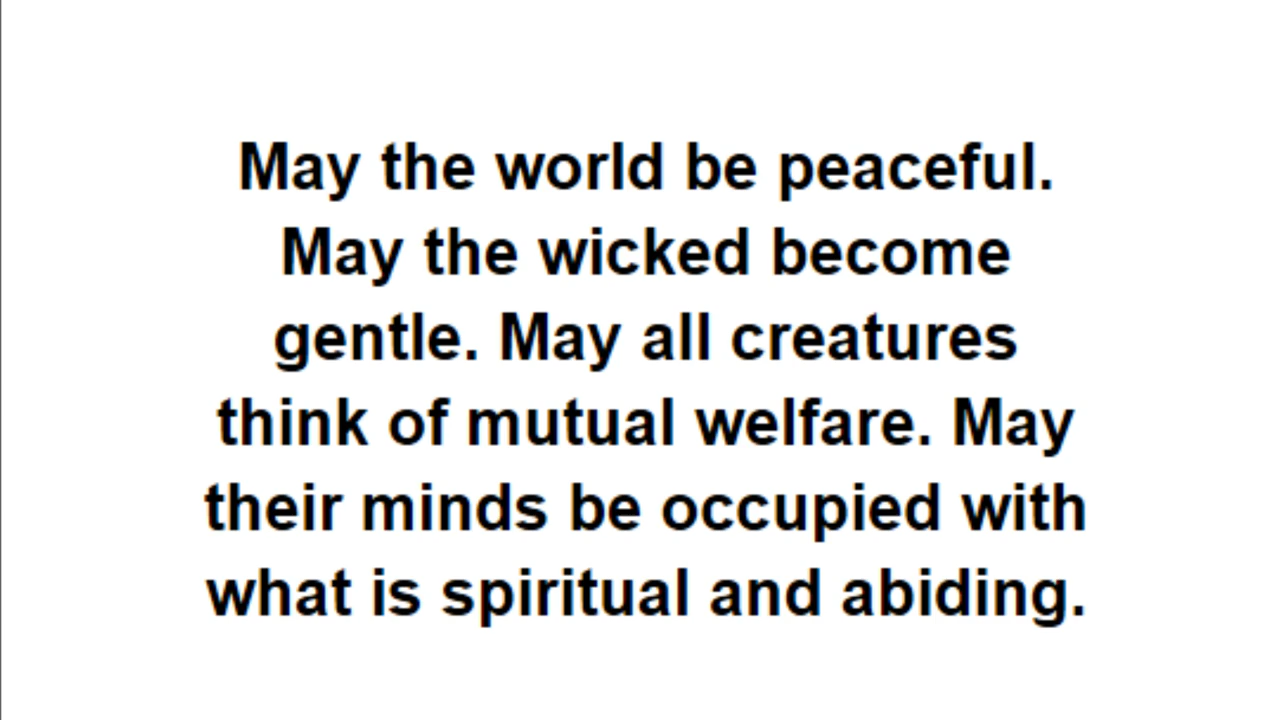 May the world be peaceful.
May the wicked become
gentle. May all creatures
think of mutual welfare. May
their minds be occupied with
what is spiritual and abiding.